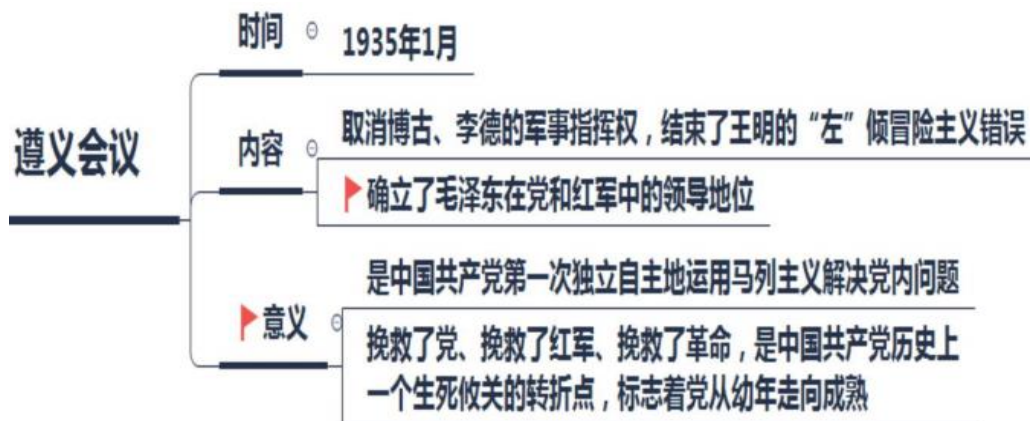 时间
1935年1月
遵义会议
内容
取消博古、李德的军事指挥权，结束了王明的“左”倾冒险主义错误
确立了毛泽东在党和红军中的领导地位
意义
是中国共产党第一次独立自主地运用马列主义解决党内问题
挽救了党、挽救了红军、挽救了革命，是中国共产党历史上
一个生死攸关的转折点，标志着党从幼年走向成熟